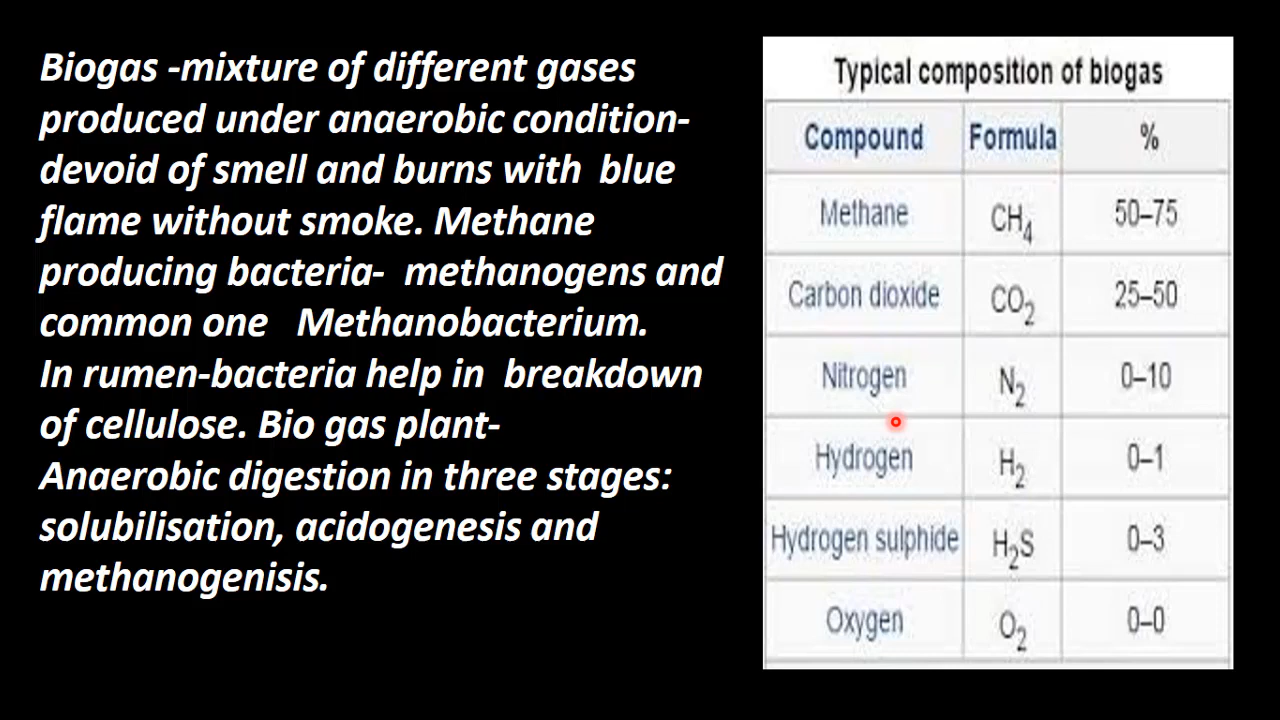 Biogas -mixture of different gases
produced under anaerobic condition-
devoid of smell and burns with blue
flame without smoke. Methane
producing bacteria- methanogens and
common one Methanobacterium.
In rumen-bacteria help in breakdown
of cellulose. Bio gas plant-
Anaerobic digestion in three stages:
solubilisation, acidogenesis and
methanogenisis.
Typical composition of biogas
Compound Formula %
Methane CH4 50–75
Carbon dioxide CO2 25–50
Nitrogen N2 0–10
Hydrogen H2 0–1
Hydrogen sulphide H2S 0–3
Oxygen O2 0–0